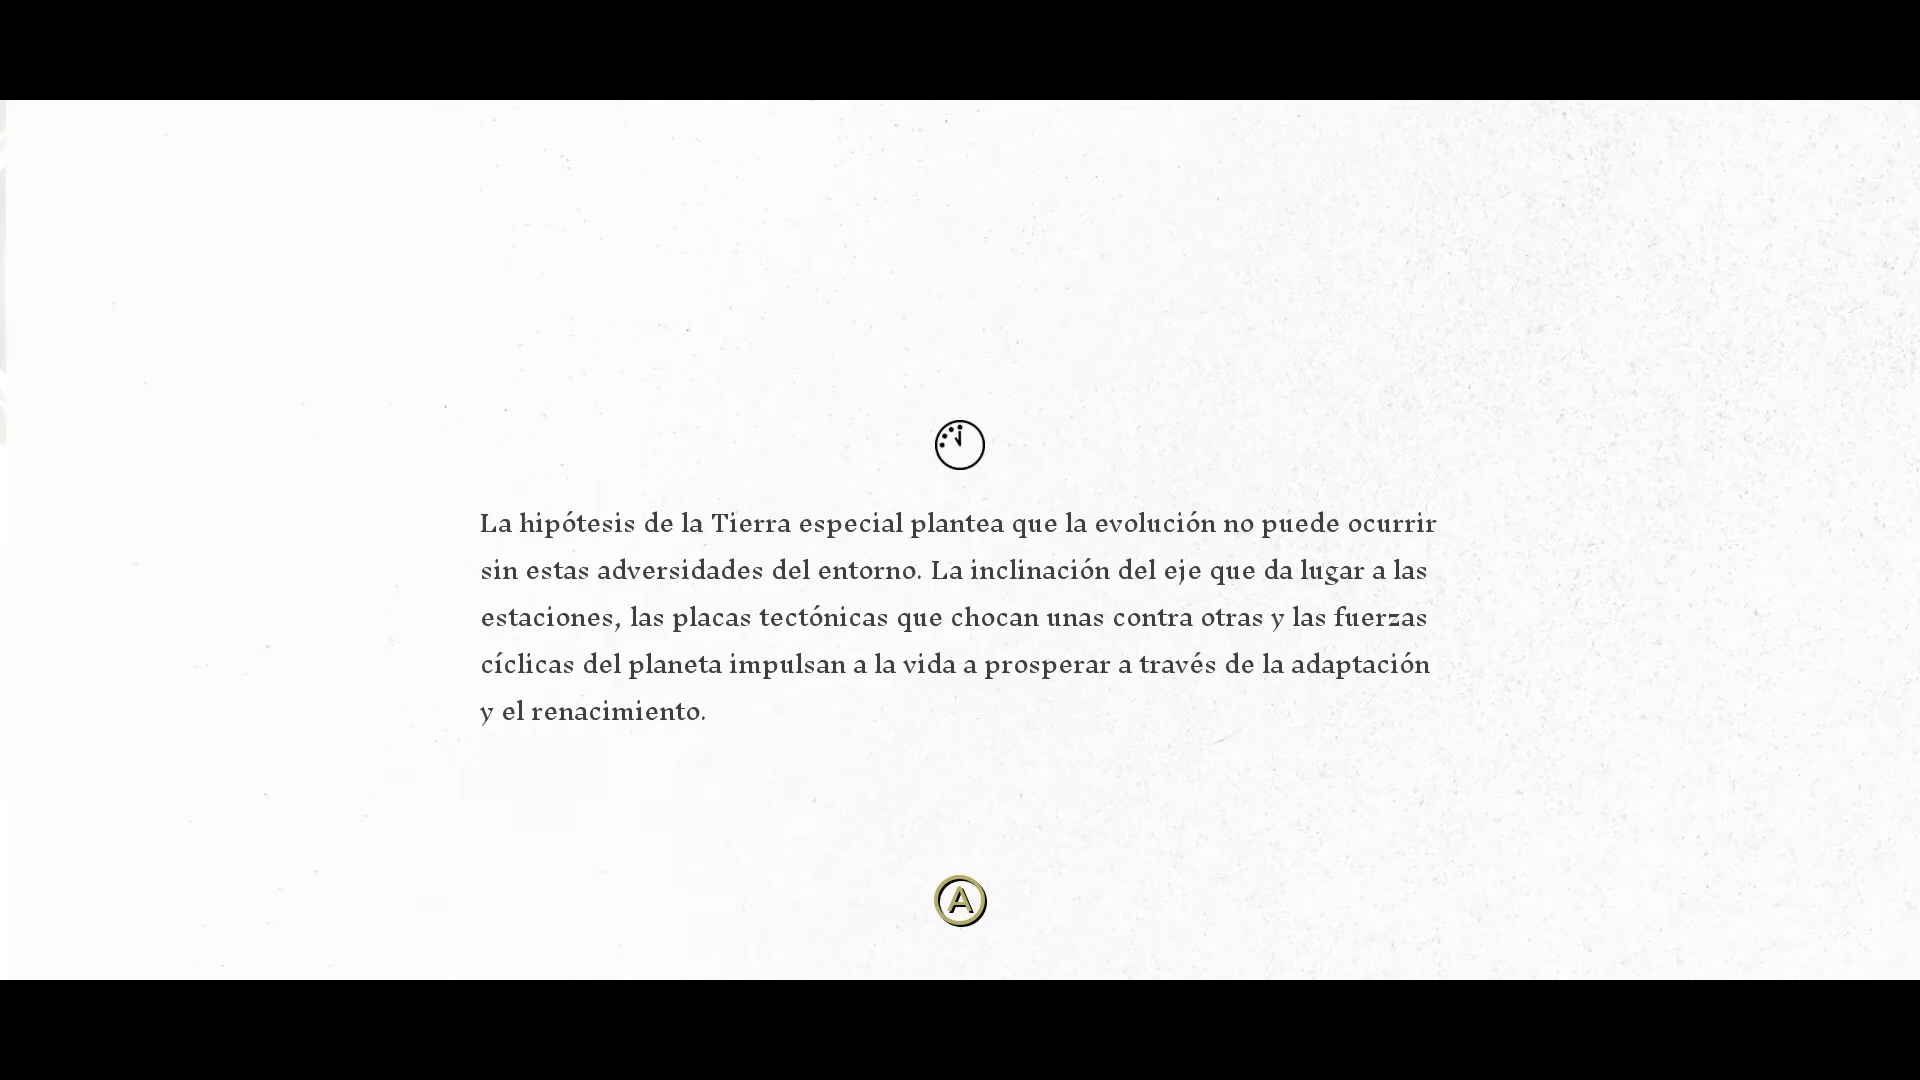 La hipótesis de la Tierra especial plantea que la evolución no puede ocurrir
sin estas adversidades del entorno. La inclinación del eje que da lugar a las
estaciones, las placas tectónicas que chocan unas contra otras y las fuerzas
cíclicas del planeta impulsan a la vida a prosperar a través de la adaptación
y el renacimiento.
A